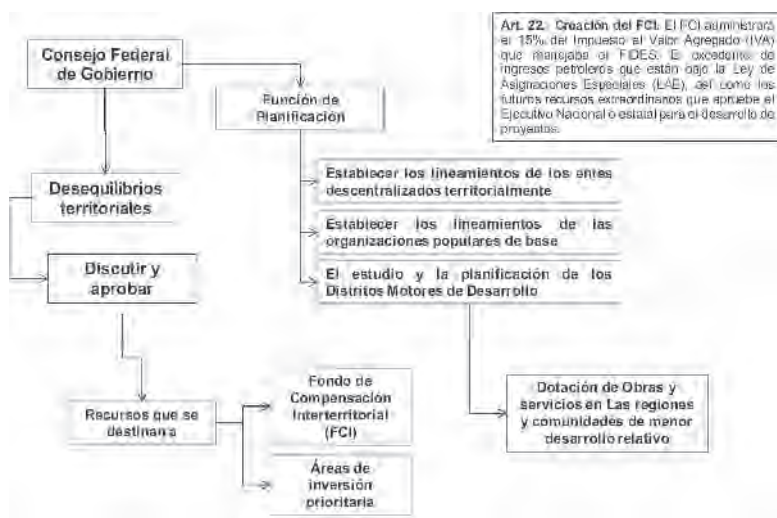 Consejo Federal
de Gobierno
Función de
Planificación
Art. 22. Creación del FCI. El FCI administrará
el 15% del Impuesto al Valor Agregado (IVA)
que manejaba el FIDES. El excedente de
ingresos petroleros que están bajo la Ley de
Asignaciones Especiales (LAE), así como los
futuros recursos extraordinarios que apruebe el
Ejecutivo Nacional o estatal para el desarrollo de
proyectos.
Desequilibrios
territoriales
Establecer los lineamientos de los entes
descentralizados territorialmente
Establecer los lineamientos de las
organizaciones populares de base
Discutir y
aprobar
El estudio y la planificación de los
Distritos Motores de Desarrollo
Recursos que se
destinan a
Fondo de
Compensación
Interterritorial
(FCI)
Dotación de Obras y
servicios en Las regiones
y comunidades de menor
desarrollo relativo
Áreas de
inversión
prioritaria